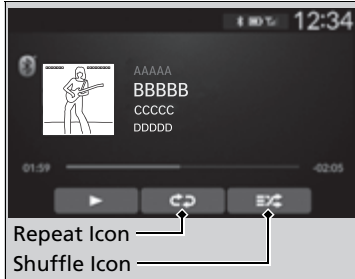 12:34
AAAAA
BBBBB
CCCCC
DDDDD
01:59
-02:05
Repeat Icon
Shuffle Icon